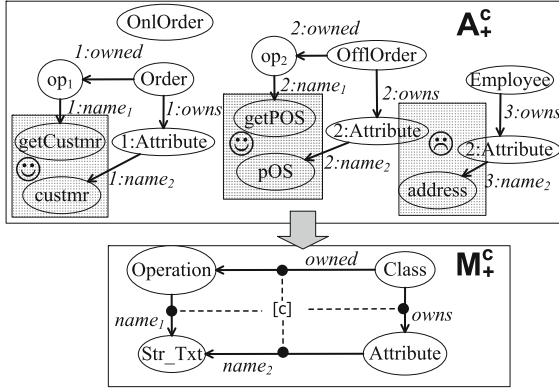 OnlOrder
A+^c
1:owned
2:owned
op1
Order
op2
OfflOrder
Employee
1:name1
1:owns
2:name1
2:owns
3:owns
getCustmr
1:Attribute
getPOS
2:Attribute
2:Attribute
custmr
1:name2
pOS
2:name2
address
3:name2
M+^c
Operation
owned
Class
[c]
name1
owns
Str_Txt
name2
Attribute